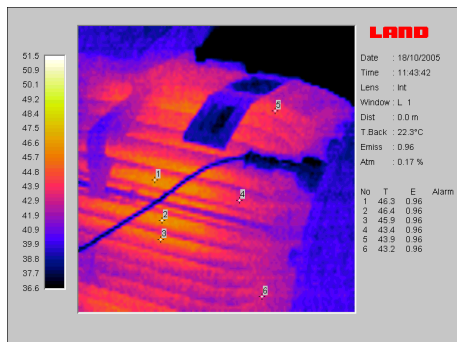 LAND
51.5
50.9
50.1
49.2
48.4
47.5
46.6
45.7
44.8
43.9
42.9
41.9
40.9
39.9
38.8
37.7
36.6
Date : 18/10/2005
Time : 11:43:42
Lens : Int
Window : L 1
Dist : 0.0 m
T.Back : 22.3°C
Emiss : 0.96
Atm : 0.17 %
No T E Alarm
1 46.3 0.96
2 46.4 0.96
3 45.9 0.96
4 43.4 0.96
5 43.9 0.96
6 43.2 0.96
5
1
4
2
3